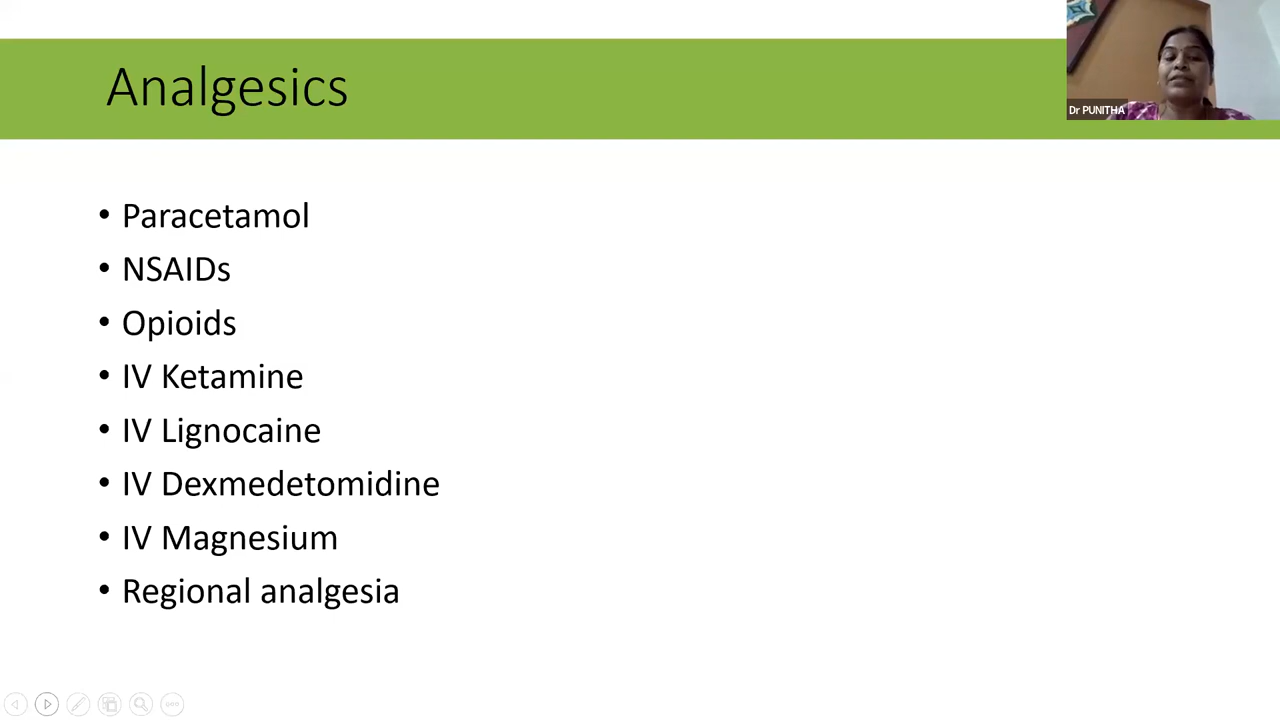 Analgesics
Dr PUNITHA
• Paracetamol
• NSAIDs
• Opioids
• IV Ketamine
• IV Lignocaine
• IV Dexmedetomidine
• IV Magnesium
• Regional analgesia